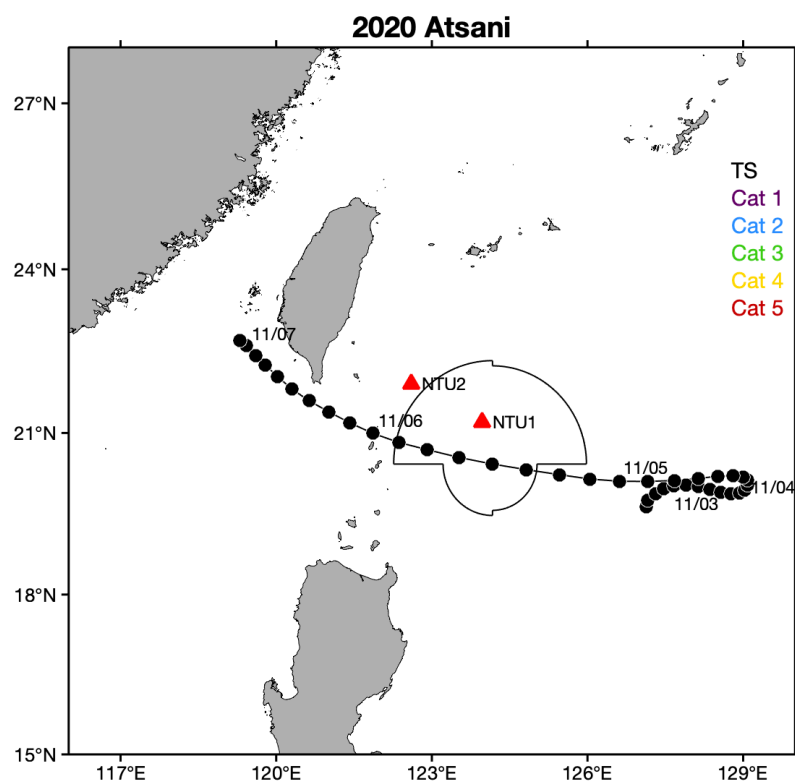 2020 Atsani
27°N
24°N
21°N
18°N
15°N
117°E
120°E
123°E
126°E
129°E
TS
Cat 1
Cat 2
Cat 3
Cat 4
Cat 5
11/07
NTU2
NTU1
11/06
11/05
11/04
11/03